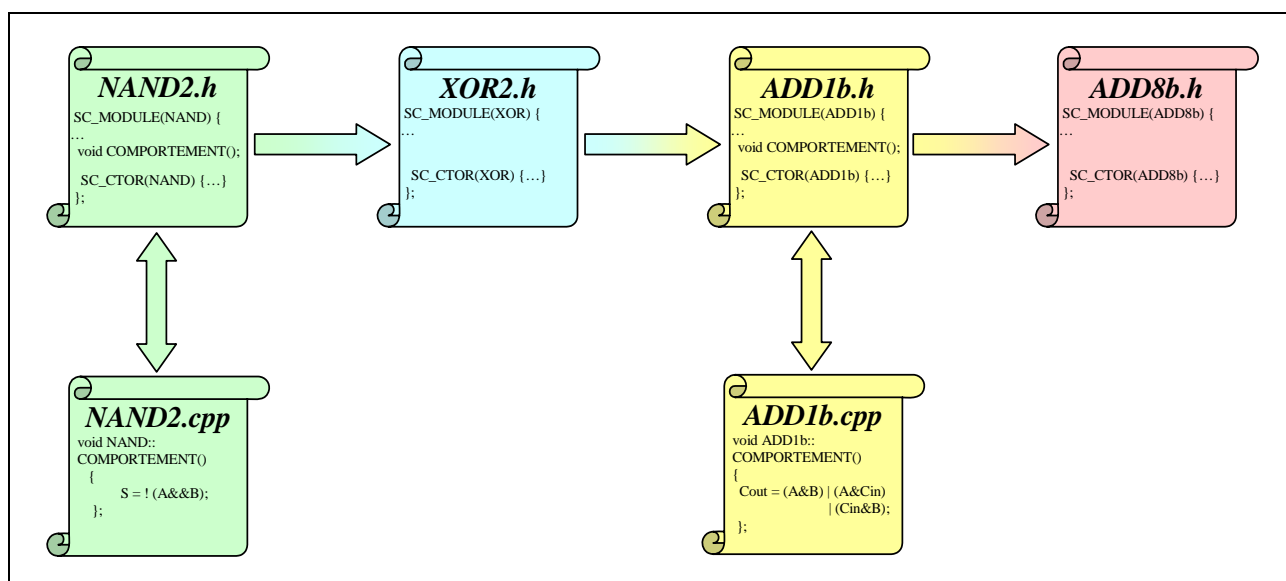 NAND2.h
SC_MODULE(NAND) {
...
void COMPORTEMENT();
SC_CTOR(NAND) {...}
};
XOR2.h
SC_MODULE(XOR) {
...
SC_CTOR(XOR) {...}
};
ADD1b.h
SC_MODULE(ADD1b) {
...
void COMPORTEMENT();
SC_CTOR(ADD1b) {...}
};
ADD8b.h
SC_MODULE(ADD8b) {
...
SC_CTOR(ADD8b) {...}
};
NAND2.cpp
void NAND::
COMPORTEMENT()
{
S = ! (A&&B);
};
ADD1b.cpp
void ADD1b::
COMPORTEMENT()
{
Cout = (A&B) | (A&Cin)
| (Cin&B);
};